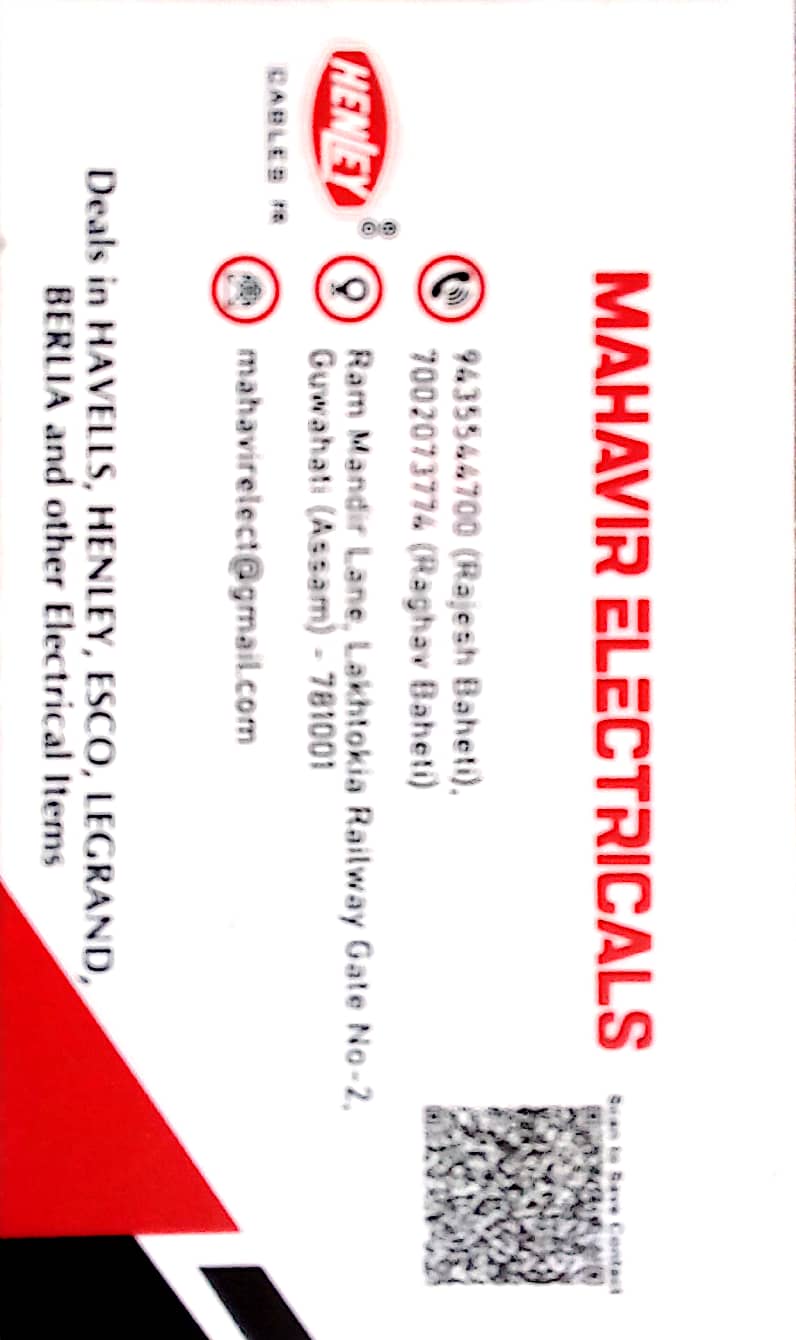 MAHAVIR ELECTRICALS
Scan to Save Contact
9435544700 (Rajesh Baheti),
7002073774 (Raghav Baheti)
HENLEY
CABLES FR
Ram Mandir Lane, Lakhtokia Railway Gate No-2,
Guwahati (Assam) - 781001
mahavirelect@gmail.com
Deals in HAVELLS, HENLEY, ESCO, LEGRAND,
BERLIA and other Electrical Items